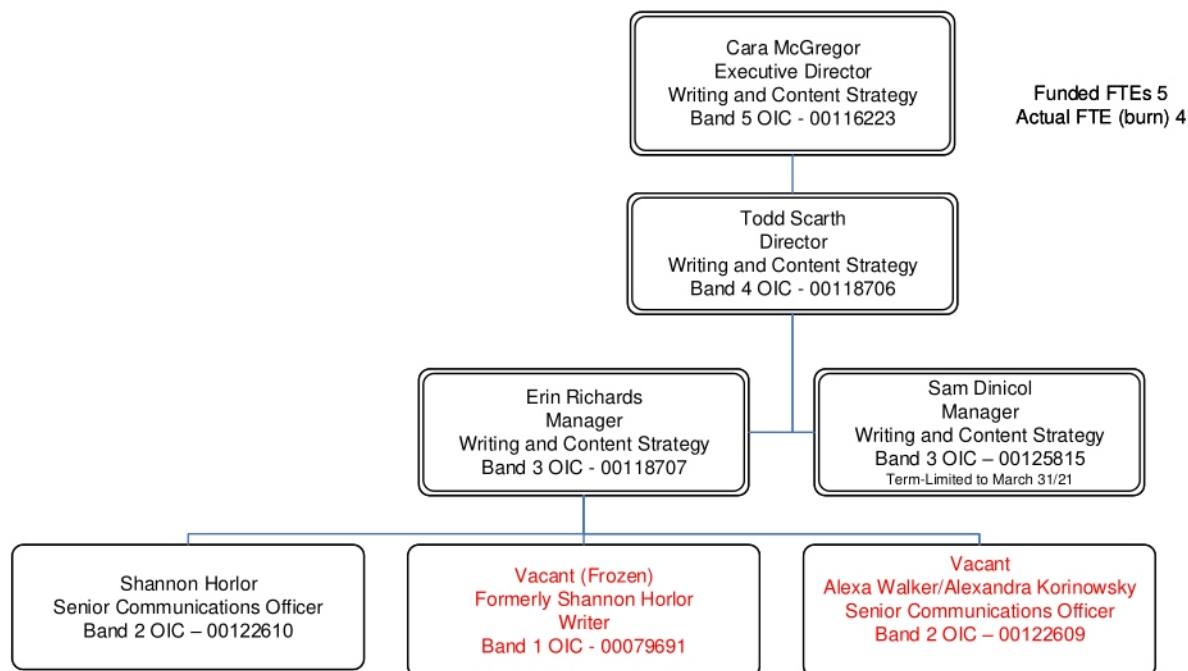 Cara McGregor
Executive Director
Writing and Content Strategy
Band 5 OIC - 00116223
Funded FTEs 5
Actual FTE (burn) 4
Todd Scarth
Director
Writing and Content Strategy
Band 4 OIC - 00118706
Erin Richards
Manager
Writing and Content Strategy
Band 3 OIC - 00118707
Sam Dinicol
Manager
Writing and Content Strategy
Band 3 OIC – 00125815
Term-Limited to March 31/21
Shannon Horlor
Senior Communications Officer
Band 2 OIC – 00122610
Vacant (Frozen)
Formerly Shannon Horlor
Writer
Band 1 OIC - 00079691
Vacant
Alexa Walker/Alexandra Korinowsky
Senior Communications Officer
Band 2 OIC – 00122609